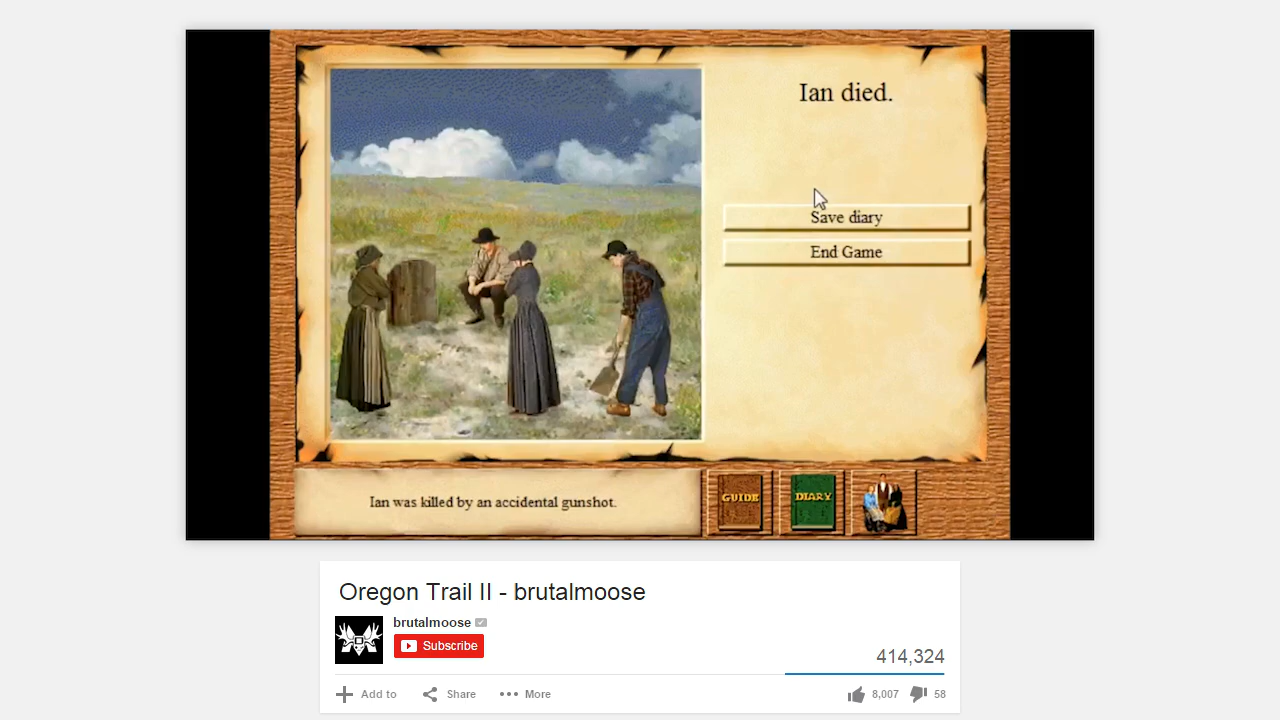 Ian died.
Save diary
End Game
Ian was killed by an accidental gunshot.
GUIDE
DIARY
Oregon Trail II - brutalmoose
brutalmoose
Subscribe
414,324
Add to
Share
More
8,007
58